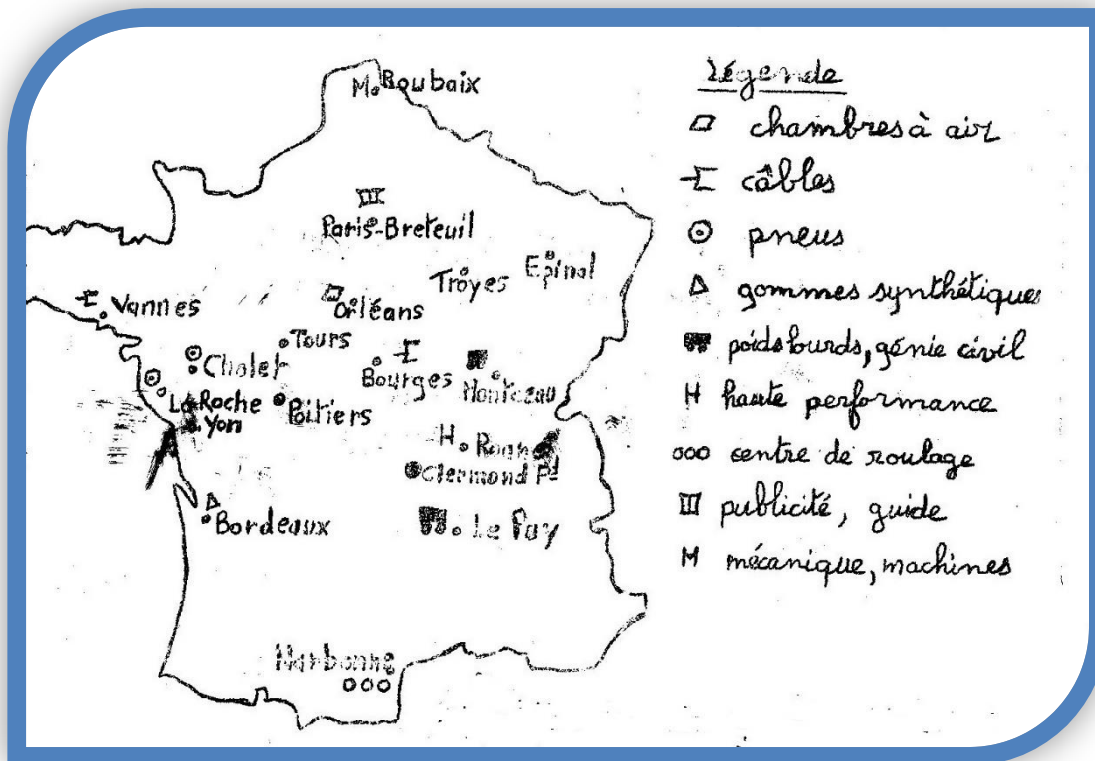 M. Roubaix
Paris-Breteuil
Epinal
Troyes
Orléans
Vannes
Tours
Cholet
Bourges
Montceau
La Roche
Yon
Poitiers
H. Roanne
Clermond Fd
Bordeaux
Le Puy
Narbonne
Légende
chambres à air
câbles
pneus
gommes synthétiques
poids lourds, génie civil
H haute performance
centre de roulage
publicité, guide
M mécanique, machines